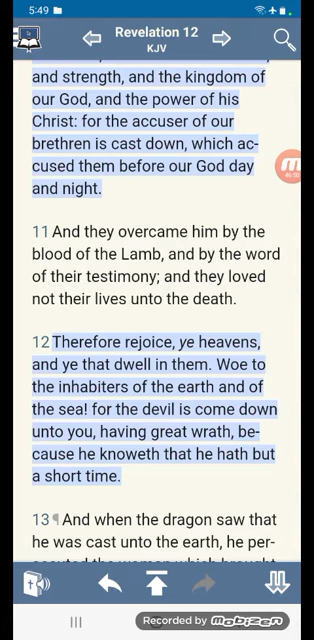 5:49
Revelation 12
KJV
and strength, and the kingdom of
our God, and the power of his
Christ: for the accuser of our
brethren is cast down, which ac-
cused them before our God day
and night.
11 And they overcame him by the
blood of the Lamb, and by the word
of their testimony; and they loved
not their lives unto the death.
12 Therefore rejoice, ye heavens,
and ye that dwell in them. Woe to
the inhabiters of the earth and of
the sea! for the devil is come down
unto you, having great wrath, be-
cause he knoweth that he hath but
a short time.
13 ¶ And when the dragon saw that
he was cast unto the earth, he per-
secuted the woman which brought
Recorded by mobizen